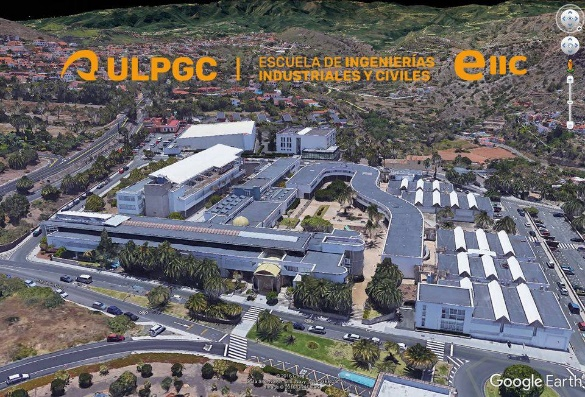 ULPGC
ESCUELA DE INGENIERÍAS
INDUSTRIALES Y CIVILES
eiic
Google Earth